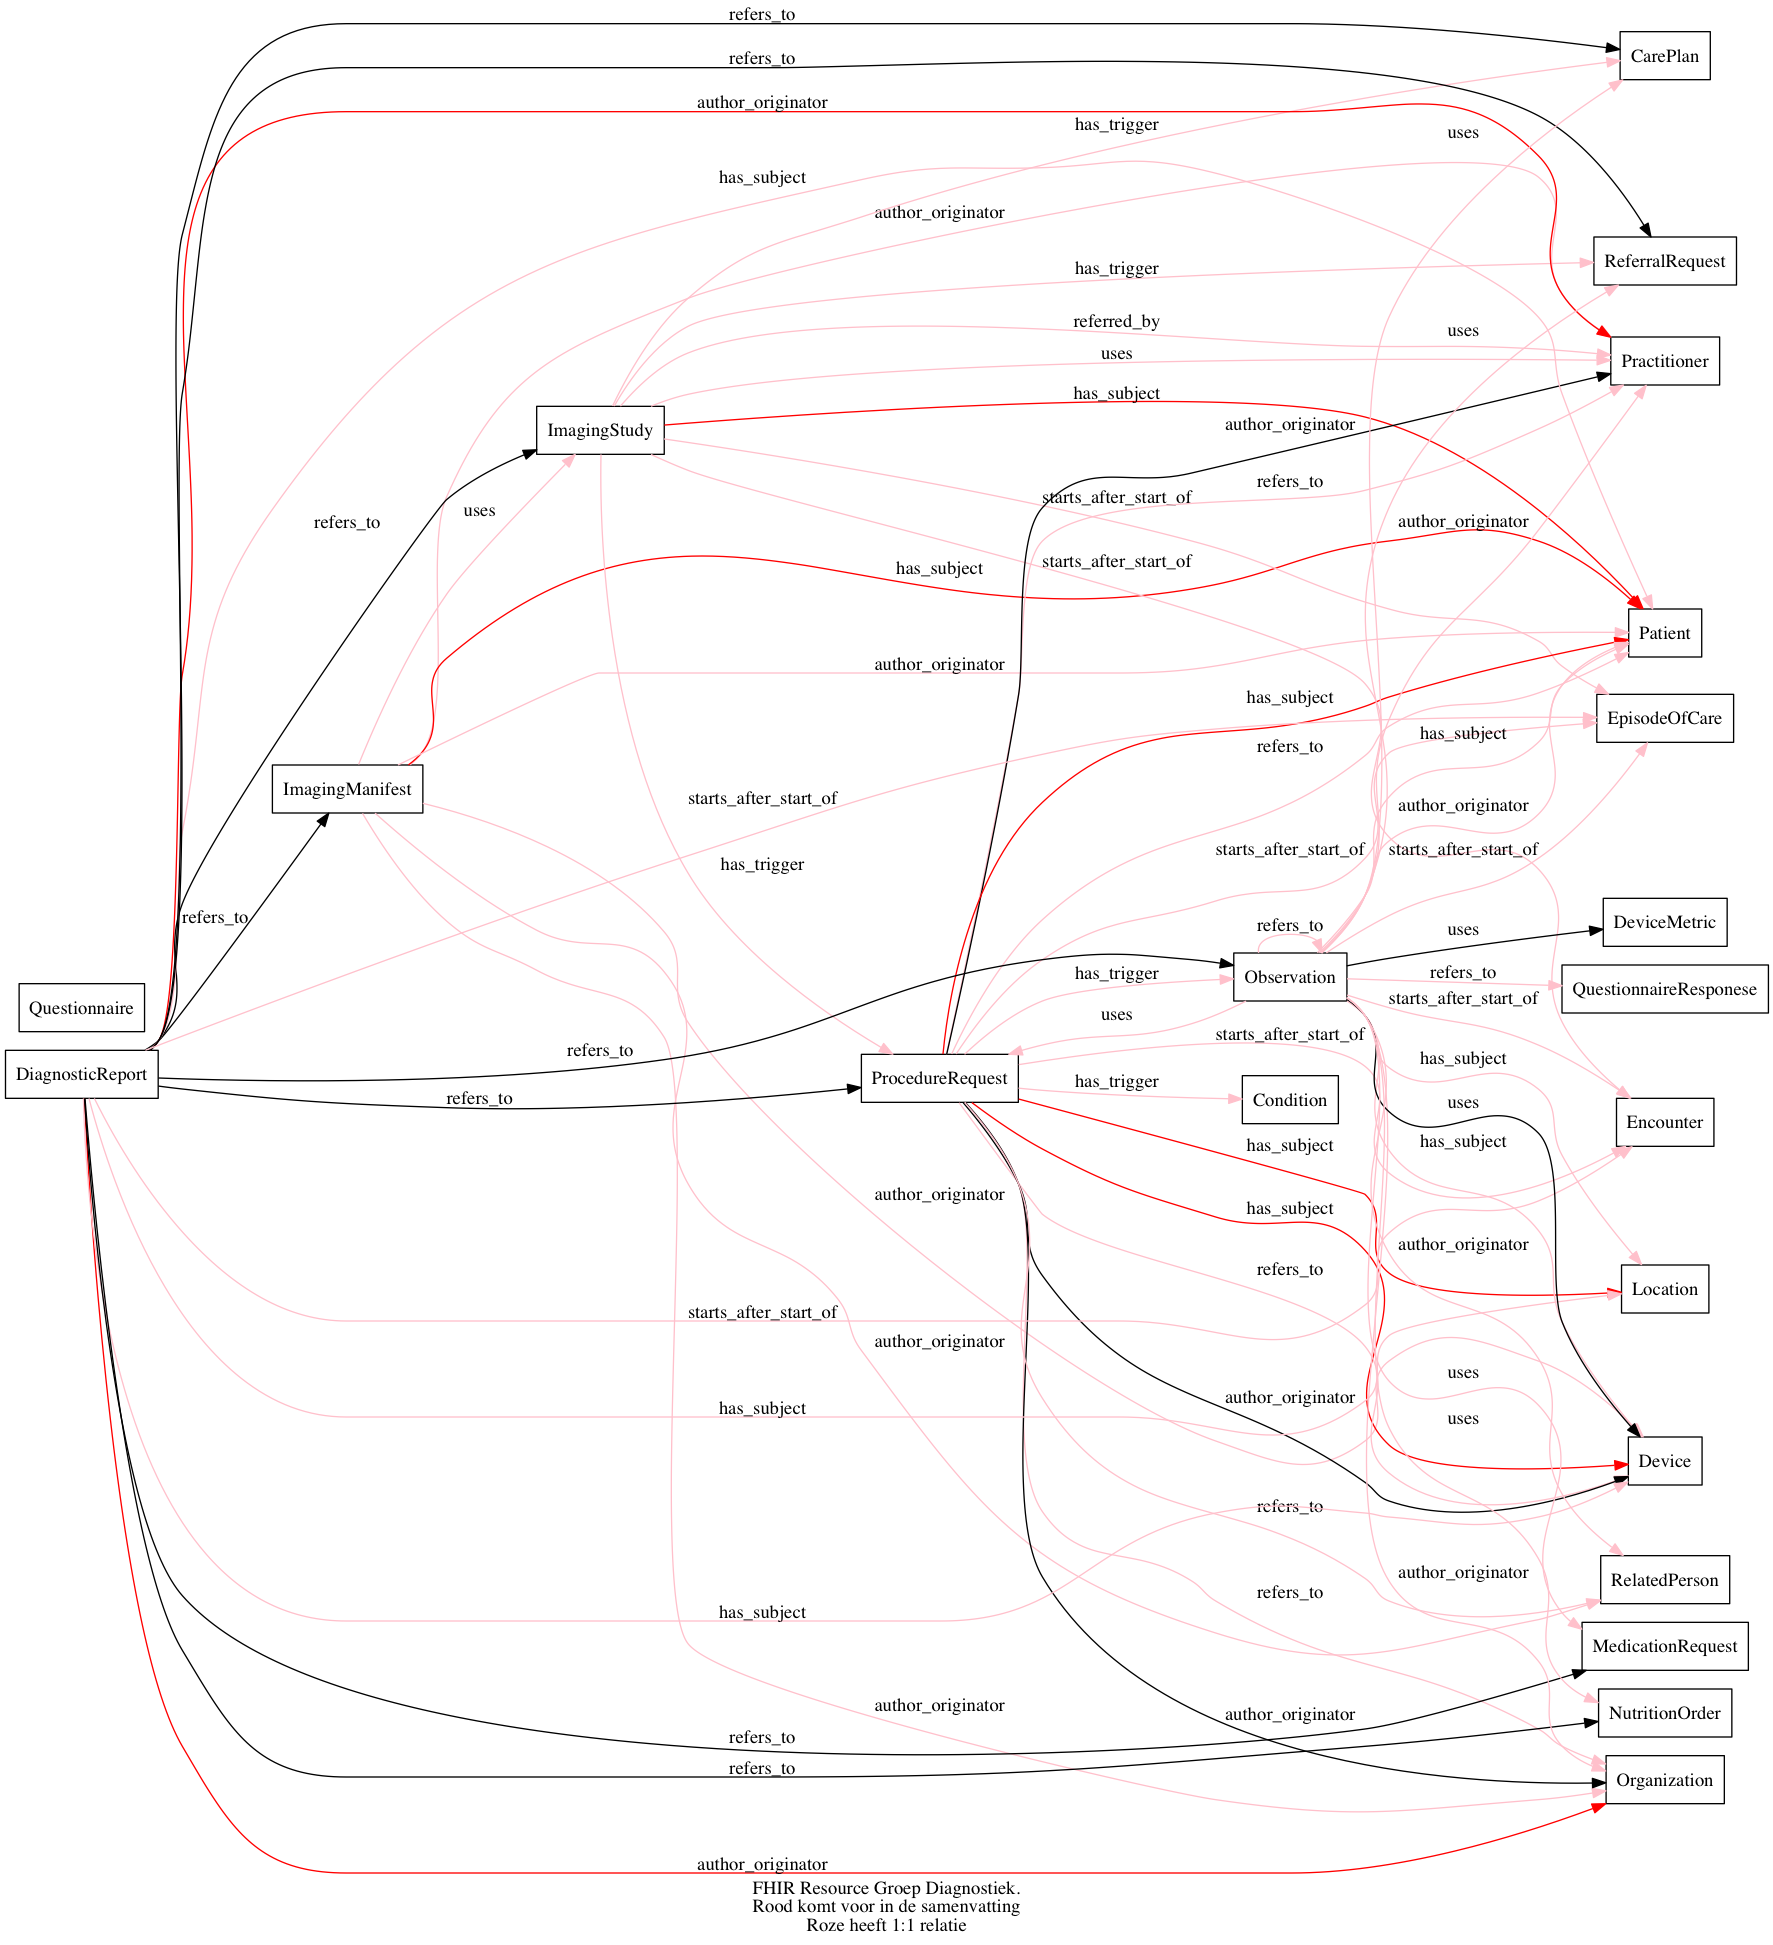 refers_to
CarePlan
refers_to
author_originator
has_trigger
uses
has_subject
author_originator
ReferralRequest
has_trigger
referred_by
uses
uses
Practitioner
has_subject
author_originator
ImagingStudy
refers_to
starts_after_start_of
uses
refers_to
author_originator
starts_after_start_of
has_subject
Patient
author_originator
has_subject
EpisodeOfCare
has_subject
refers_to
ImagingManifest
starts_after_start_of
author_originator
starts_after_start_of
starts_after_start_of
has_trigger
refers_to
refers_to
uses
DeviceMetric
has_trigger
Observation
refers_to
QuestionnaireResponese
starts_after_start_of
Questionnaire
uses
starts_after_start_of
refers_to
has_subject
DiagnosticReport
ProcedureRequest
has_trigger
refers_to
Condition
uses
Encounter
has_subject
has_subject
author_originator
has_subject
author_originator
refers_to
Location
starts_after_start_of
author_originator
uses
author_originator
has_subject
uses
Device
refers_to
author_originator
RelatedPerson
refers_to
has_subject
MedicationRequest
author_originator
author_originator
NutritionOrder
refers_to
refers_to
Organization
author_originator
FHIR Resource Groep Diagnostiek.
Rood komt voor in de samenvatting
Roze heeft 1:1 relatie